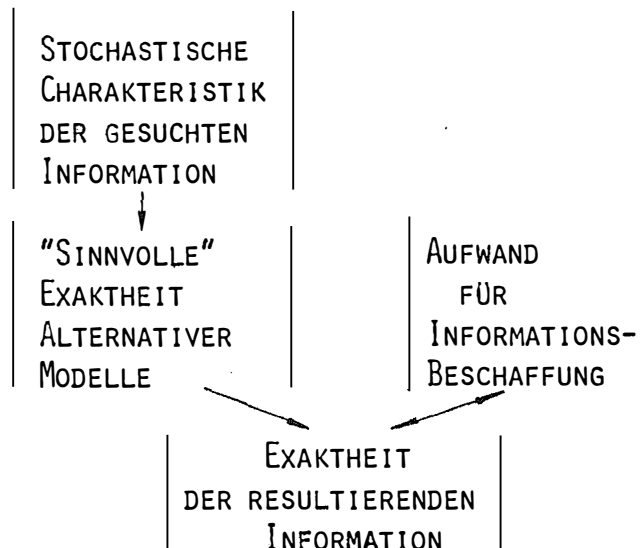 STOCHASTISCHE
CHARAKTERISTIK
DER GESUCHTEN
INFORMATION
"SINNVOLLE"
EXAKTHEIT
ALTERNATIVER
MODELLE
AUFWAND
FÜR
INFORMATIONS-
BESCHAFFUNG
EXAKTHEIT
DER RESULTIERENDEN
INFORMATION